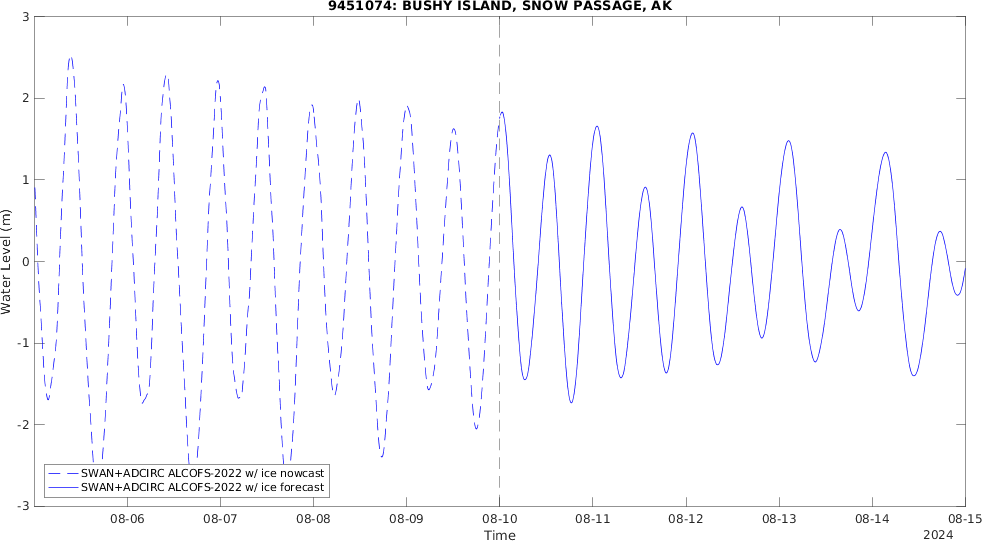 9451074: BUSHY ISLAND, SNOW PASSAGE, AK
3
2
1
0
-1
-2
-3
Water Level (m)
SWAN+ADCIRC ALCOFS-2022 w/ ice nowcast
SWAN+ADCIRC ALCOFS-2022 w/ ice forecast
08-06 08-07 08-08 08-09 08-10 08-11 08-12 08-13 08-14 08-15
Time
2024